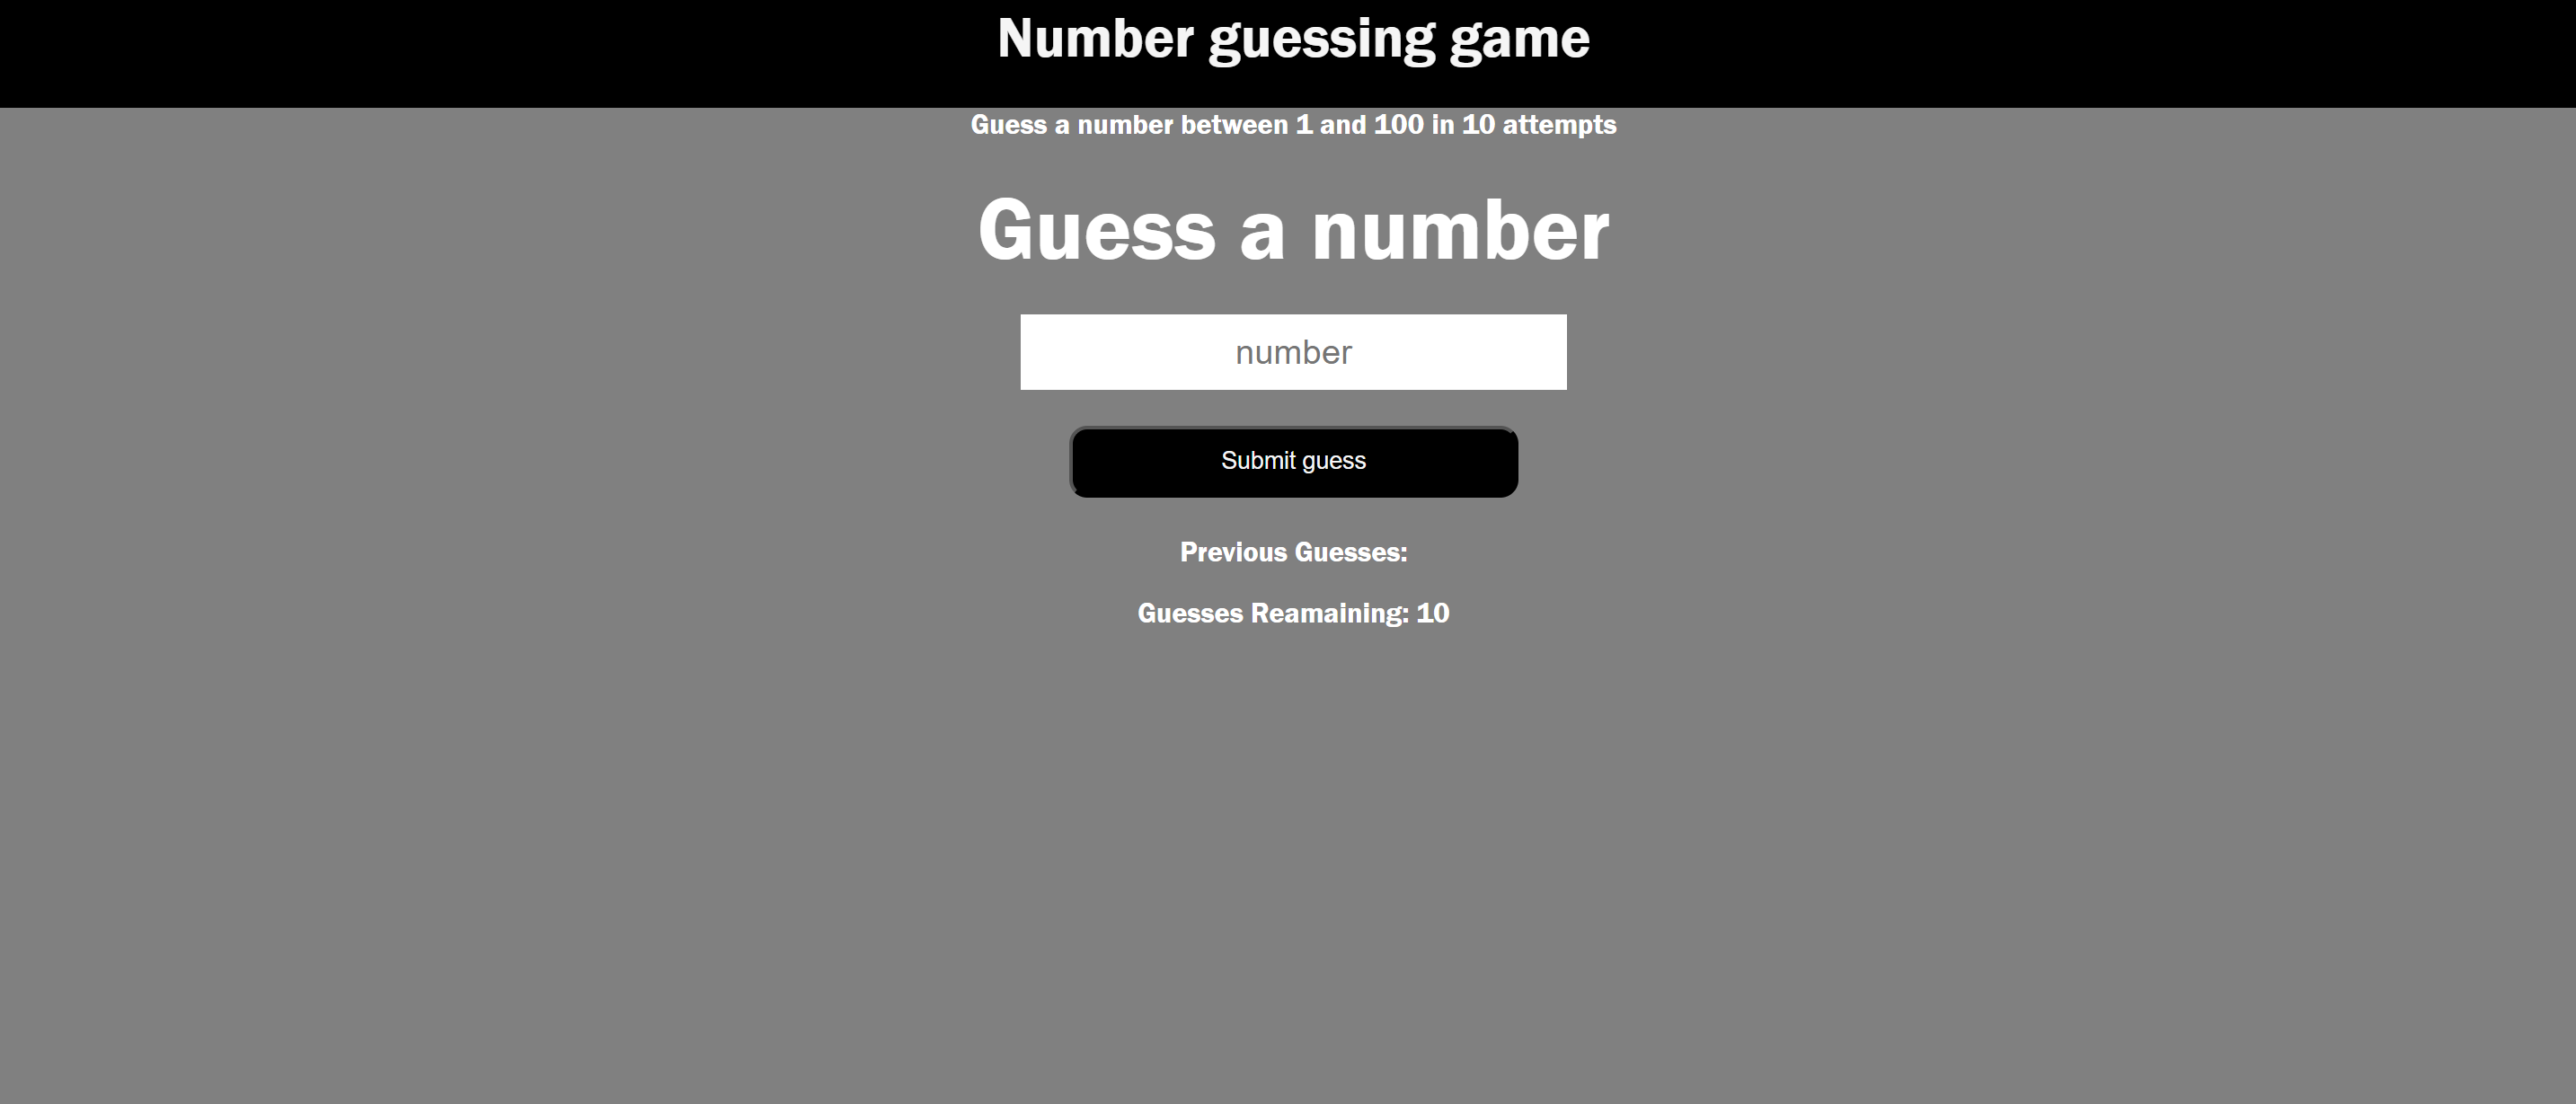 Number guessing game
Guess a number between 1 and 100 in 10 attempts
Guess a number
number
Submit guess
Previous Guesses:
Guesses Reamaining: 10